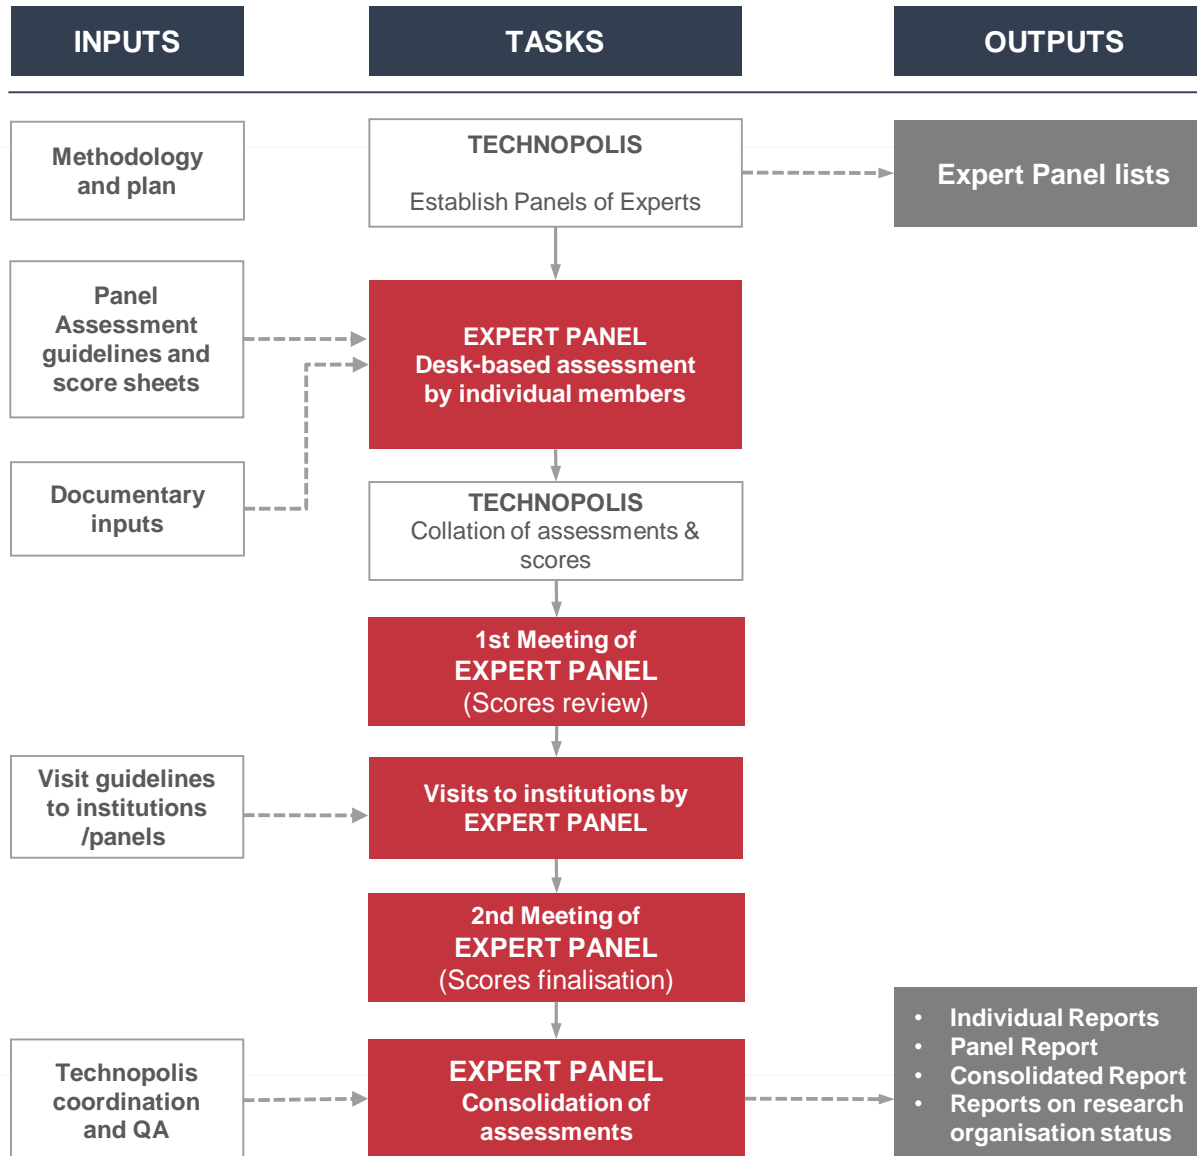 INPUTS
TASKS
OUTPUTS
Methodology
and plan
TECHNOPOLIS
Establish Panels of Experts
Expert Panel lists
Panel
Assessment
guidelines and
score sheets
EXPERT PANEL
Desk-based assessment
by individual members
Documentary
inputs
TECHNOPOLIS
Collation of assessments &
scores
1st Meeting of
EXPERT PANEL
(Scores review)
Visit guidelines
to institutions
/panels
Visits to institutions by
EXPERT PANEL
2nd Meeting of
EXPERT PANEL
(Scores finalisation)
Technopolis
coordination
and QA
EXPERT PANEL
Consolidation of
assessments
• Individual Reports
• Panel Report
• Consolidated Report
• Reports on research
organisation status